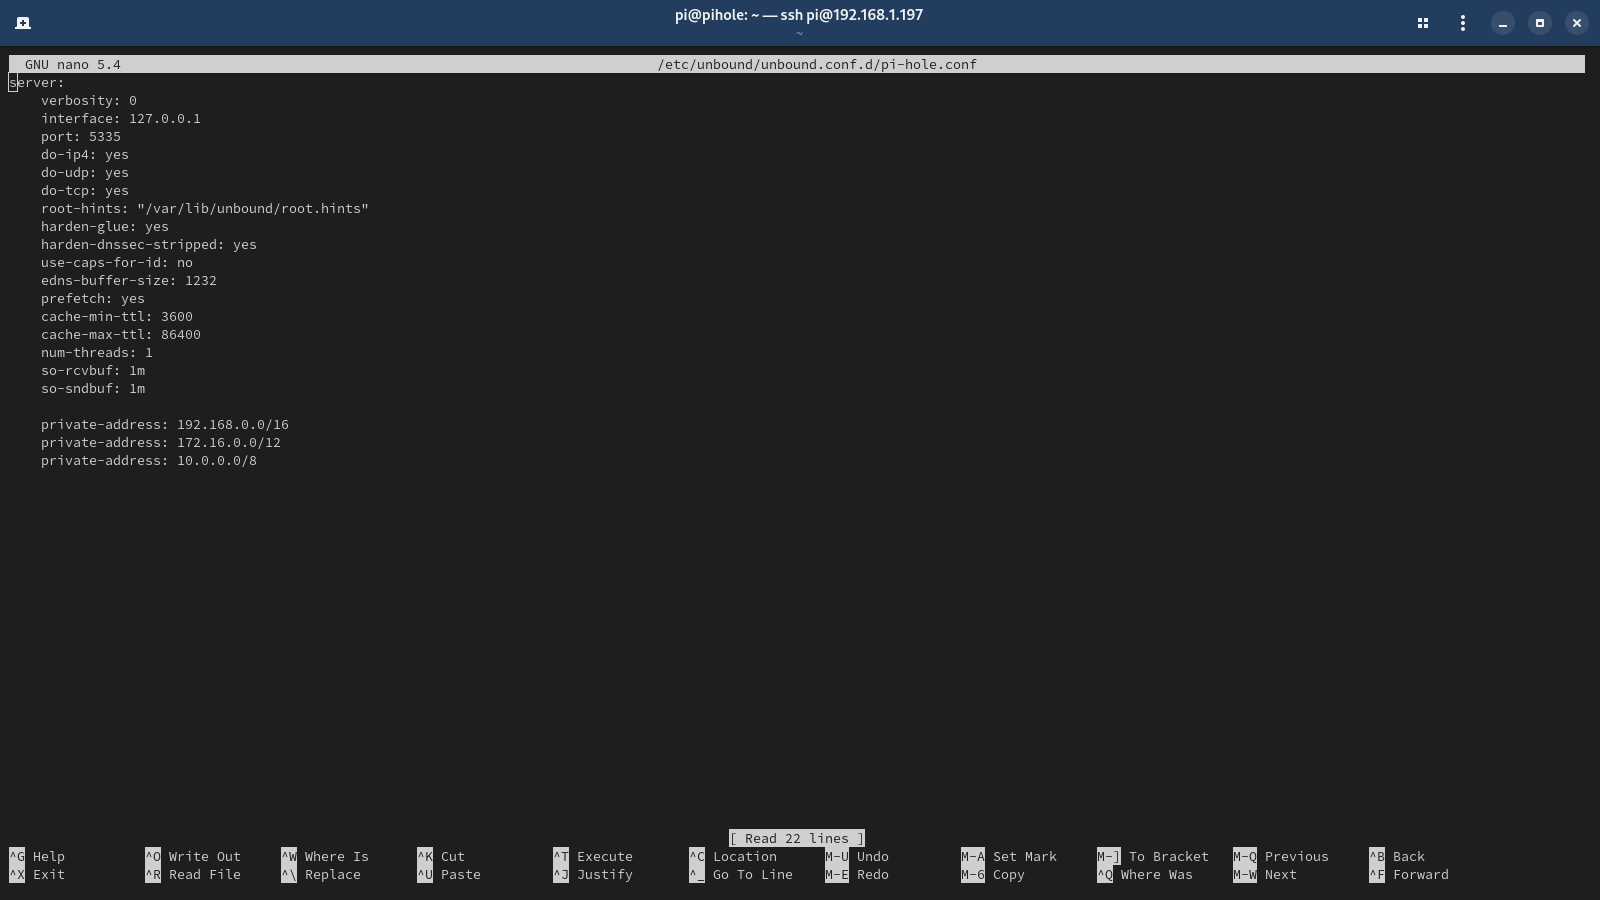 pi@pihole: ~ — ssh pi@192.168.1.197
~
GNU nano 5.4 /etc/unbound/unbound.conf.d/pi-hole.conf
server:
    verbosity: 0
    interface: 127.0.0.1
    port: 5335
    do-ip4: yes
    do-udp: yes
    do-tcp: yes
    root-hints: "/var/lib/unbound/root.hints"
    harden-glue: yes
    harden-dnssec-stripped: yes
    use-caps-for-id: no
    edns-buffer-size: 1232
    prefetch: yes
    cache-min-ttl: 3600
    cache-max-ttl: 86400
    num-threads: 1
    so-rcvbuf: 1m
    so-sndbuf: 1m
    private-address: 192.168.0.0/16
    private-address: 172.16.0.0/12
    private-address: 10.0.0.0/8
[ Read 22 lines ]
^G Help ^O Write Out ^W Where Is ^K Cut ^T Execute ^C Location M-U Undo M-A Set Mark M-] To Bracket M-Q Previous ^B Back
^X Exit ^R Read File ^\ Replace ^U Paste ^J Justify ^_ Go To Line M-E Redo M-6 Copy ^Q Where Was M-W Next ^F Forward